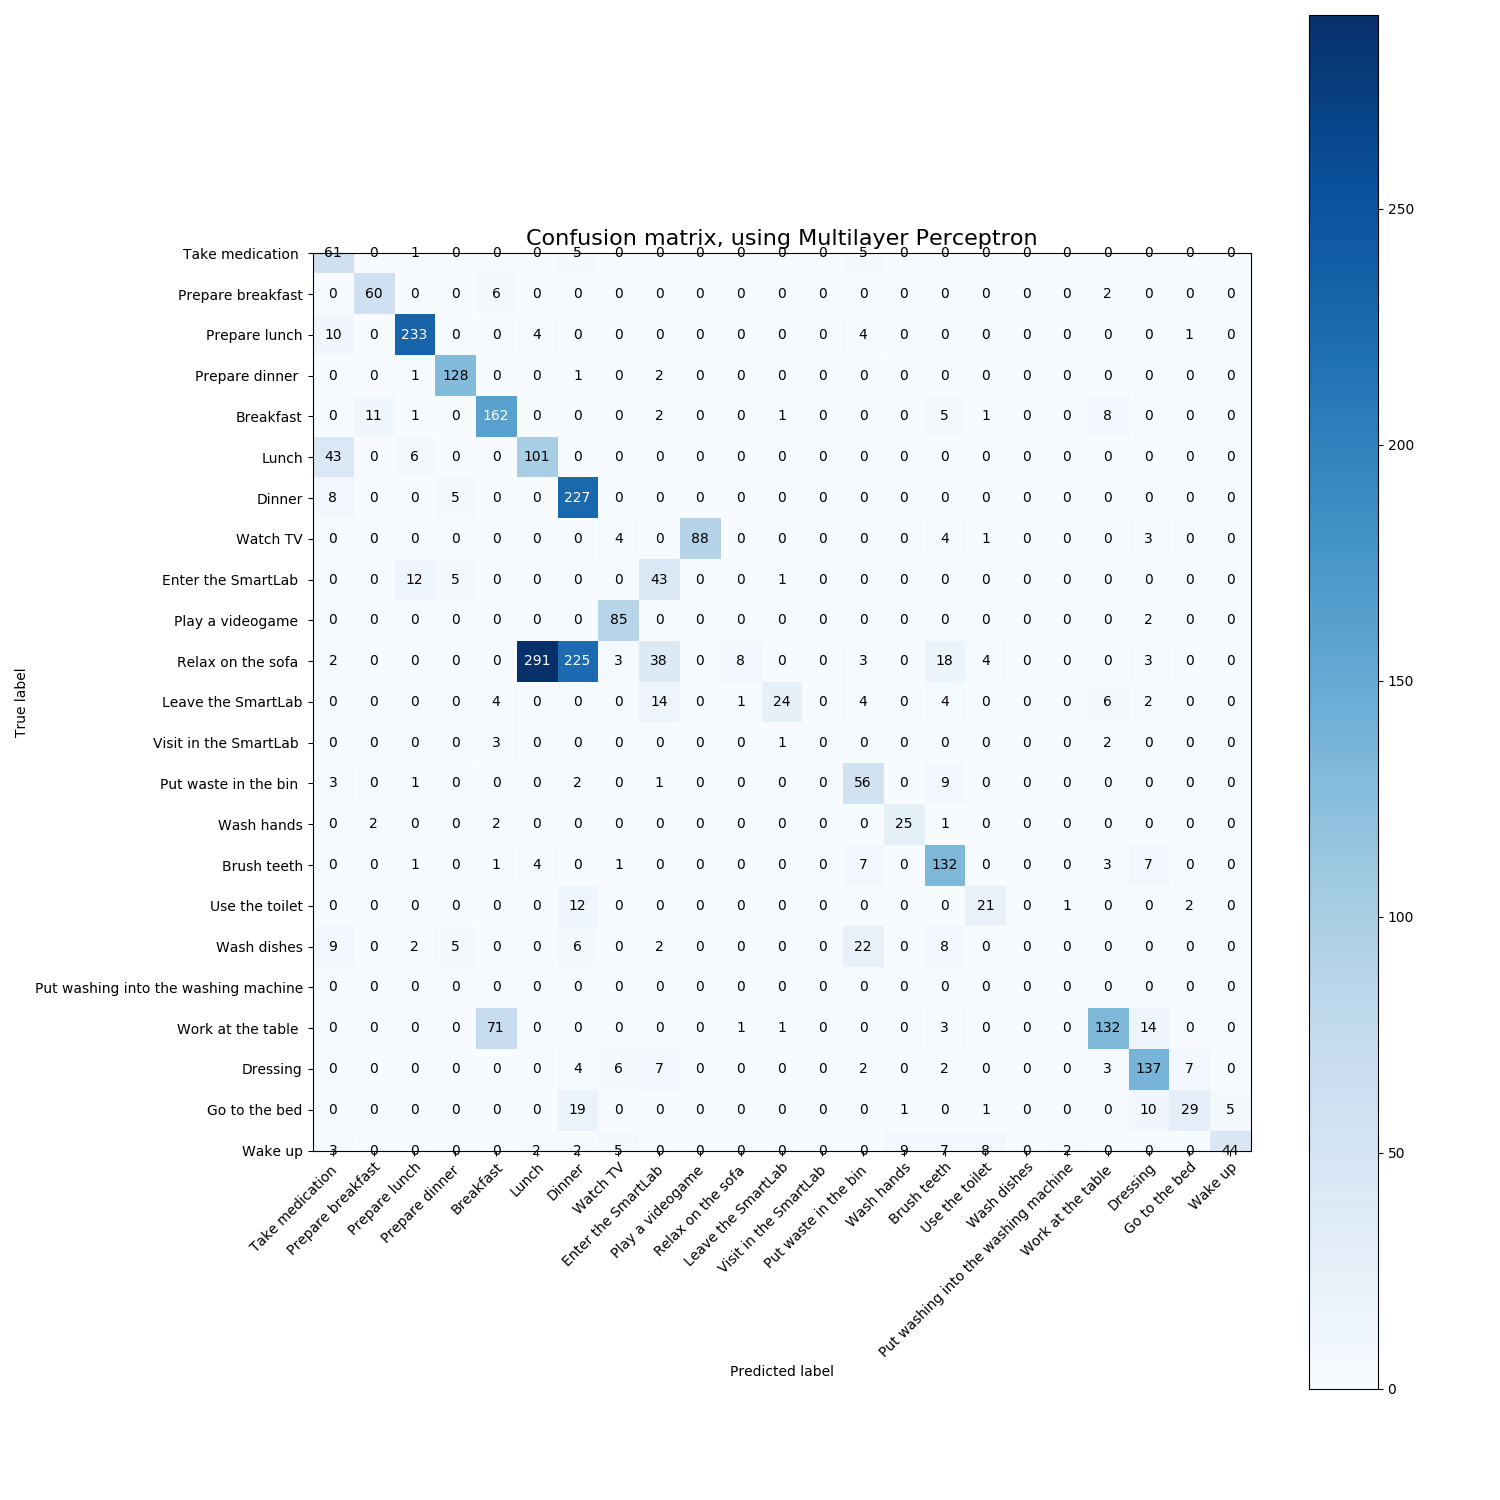 Confusion matrix, using Multilayer Perceptron
Take medication 61 0 1 0 0 0 5 0 0 0 0 0 0 5 0 0 0 0 0 0 0 0 0
Prepare breakfast 0 60 0 0 6 0 0 0 0 0 0 0 0 0 0 0 0 0 0 2 0 0 0
Prepare lunch 10 0 233 0 0 4 0 0 0 0 0 0 0 4 0 0 0 0 0 0 0 1 0
Prepare dinner 0 0 1 128 0 0 1 0 2 0 0 0 0 0 0 0 0 0 0 0 0 0 0
Breakfast 0 11 1 0 162 0 0 0 2 0 0 1 0 0 0 5 1 0 0 8 0 0 0
Lunch 43 0 6 0 0 101 0 0 0 0 0 0 0 0 0 0 0 0 0 0 0 0 0
Dinner 8 0 0 5 0 0 227 0 0 0 0 0 0 0 0 0 0 0 0 0 0 0 0
Watch TV 0 0 0 0 0 0 0 4 0 88 0 0 0 0 0 4 1 0 0 0 3 0 0
Enter the SmartLab 0 0 12 5 0 0 0 0 43 0 0 1 0 0 0 0 0 0 0 0 0 0 0
Play a videogame 0 0 0 0 0 0 0 85 0 0 0 0 0 0 0 0 0 0 0 0 2 0 0
Relax on the sofa 2 0 0 0 0 291 225 3 38 0 8 0 0 3 0 18 4 0 0 0 3 0 0
Leave the SmartLab 0 0 0 0 4 0 0 0 14 0 1 24 0 4 0 4 0 0 0 6 2 0 0
Visit in the SmartLab 0 0 0 0 3 0 0 0 0 0 0 1 0 0 0 0 0 0 0 2 0 0 0
Put waste in the bin 3 0 1 0 0 0 2 0 1 0 0 0 0 56 0 9 0 0 0 0 0 0 0
Wash hands 0 2 0 0 2 0 0 0 0 0 0 0 0 0 25 1 0 0 0 0 0 0 0
Brush teeth 0 0 1 0 1 4 0 1 0 0 0 0 0 7 0 132 0 0 0 3 7 0 0
Use the toilet 0 0 0 0 0 0 12 0 0 0 0 0 0 0 0 0 21 0 1 0 0 2 0
Wash dishes 9 0 2 5 0 0 6 0 2 0 0 0 0 22 0 8 0 0 0 0 0 0 0
Put washing into the washing machine 0 0 0 0 0 0 0 0 0 0 0 0 0 0 0 0 0 0 0 0 0 0 0
Work at the table 0 0 0 0 71 0 0 0 0 0 1 1 0 0 0 3 0 0 0 132 14 0 0
Dressing 0 0 0 0 0 0 4 6 7 0 0 0 0 2 0 2 0 0 0 3 137 7 0
Go to the bed 0 0 0 0 0 0 19 0 0 0 0 0 0 0 1 0 1 0 0 0 10 29 5
Wake up 3 0 0 0 0 2 2 5 0 0 0 0 0 0 9 7 8 0 2 0 0 0 44
True label
Take medication
Prepare breakfast
Prepare lunch
Prepare dinner
Breakfast
Lunch
Dinner
Watch TV
Enter the SmartLab
Play a videogame
Relax on the sofa
Leave the SmartLab
Visit in the SmartLab
Put waste in the bin
Wash hands
Brush teeth
Use the toilet
Wash dishes
Put washing into the washing machine
Work at the table
Dressing
Go to the bed
Wake up
Predicted label
250
200
150
100
50
0